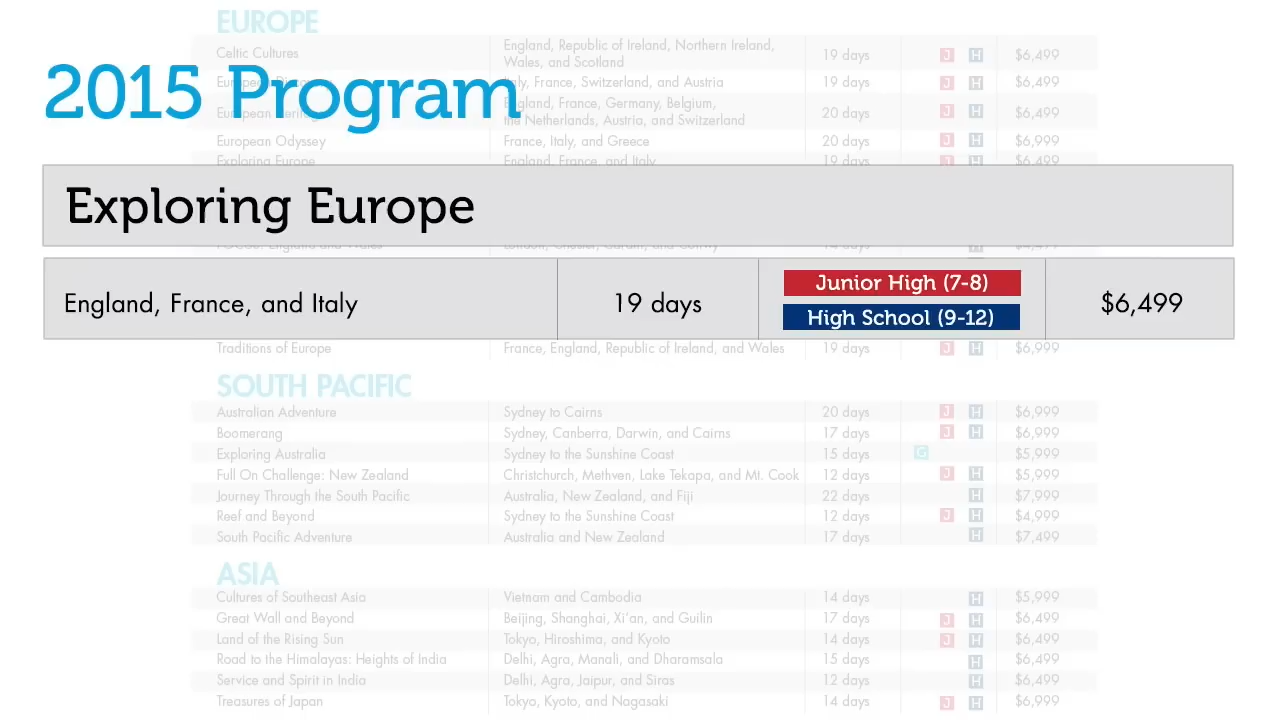 EUROPE
Celtic Cultures England, Republic of Ireland, Northern Ireland, Wales, and Scotland 19 days J H $6,499
2015 Program
Italy, France, Switzerland, and Austria 19 days J H $6,499
European England, France, Germany, Belgium, the Netherlands, Austria, and Switzerland 20 days J H $6,499
European Odyssey France, Italy, and Greece 20 days J H $6,999
Exploring Europe England, France, and Italy 19 days J H $6,499
Exploring Europe
England, France, and Italy 19 days Junior High (7-8) High School (9-12) $6,499
Traditions of Europe France, England, Republic of Ireland, and Wales 19 days J H $6,999
SOUTH PACIFIC
Australian Adventure Sydney to Cairns 20 days J H $6,999
Boomerang Sydney, Canberra, Darwin, and Cairns 17 days J H $6,999
Exploring Australia Sydney to the Sunshine Coast 15 days G $5,999
Full On Challenge: New Zealand Christchurch, Methven, Lake Tekapa, and Mt. Cook 12 days J H $5,999
Journey Through the South Pacific Australia, New Zealand, and Fiji 22 days H $7,999
Reef and Beyond Sydney to the Sunshine Coast 12 days J H $4,999
South Pacific Adventure Australia and New Zealand 17 days H $7,499
ASIA
Cultures of Southeast Asia Vietnam and Cambodia 14 days H $5,999
Great Wall and Beyond Beijing, Shanghai, Xi'an, and Guilin 17 days J H $6,499
Land of the Rising Sun Tokyo, Hiroshima, and Kyoto 14 days J H $6,499
Road to the Himalayas: Heights of India Delhi, Agra, Manali, and Dharamsala 15 days H $6,499
Service and Spirit in India Delhi, Agra, Jaipur, and Siras 12 days H $6,499
Treasures of Japan Tokyo, Kyoto, and Nagasaki 14 days J H $6,999